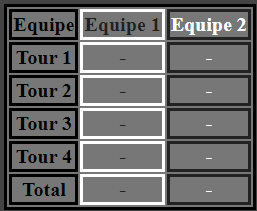 Equipe Equipe 1 Equipe 2
Tour 1 - -
Tour 2 - -
Tour 3 - -
Tour 4 - -
Total - -